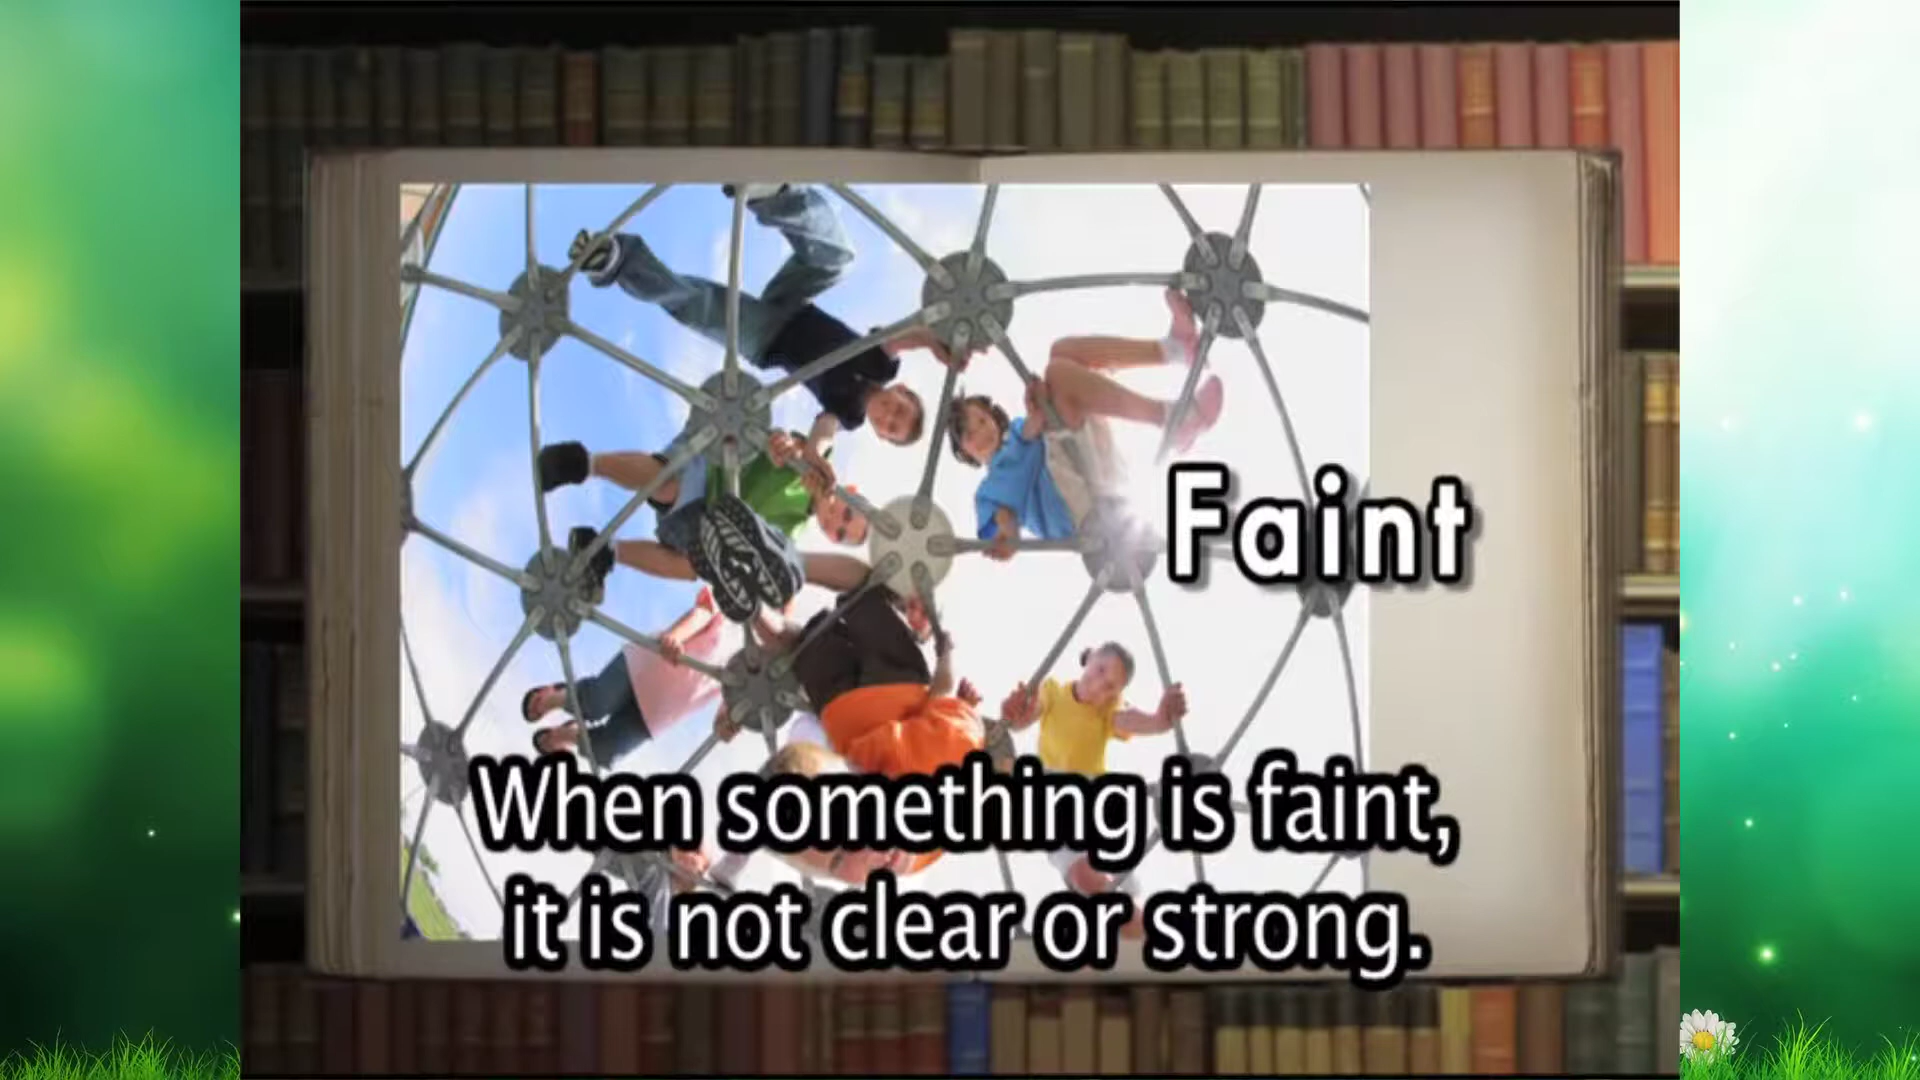 Faint
When something is faint,
it is not clear or strong.